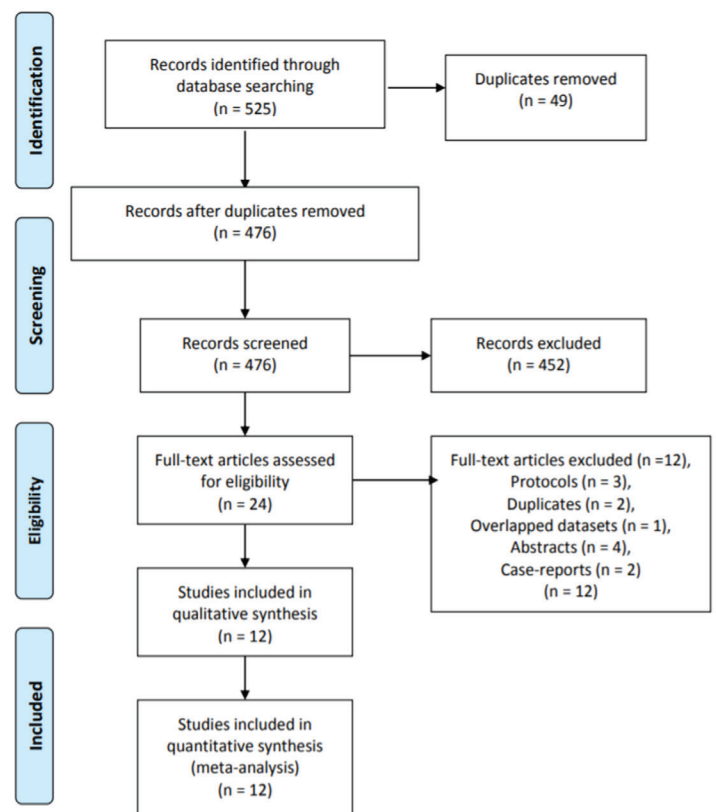 Identification
Records identified through
database searching
(n = 525)
Duplicates removed
(n = 49)
Records after duplicates removed
(n = 476)
Screening
Records screened
(n = 476)
Records excluded
(n = 452)
Eligibility
Full-text articles assessed
for eligibility
(n = 24)
Full-text articles excluded (n =12),
Protocols (n = 3),
Duplicates (n = 2),
Overlapped datasets (n = 1),
Abstracts (n = 4),
Case-reports (n = 2)
(n = 12)
Studies included in
qualitative synthesis
(n = 12)
Included
Studies included in
quantitative synthesis
(meta-analysis)
(n = 12)